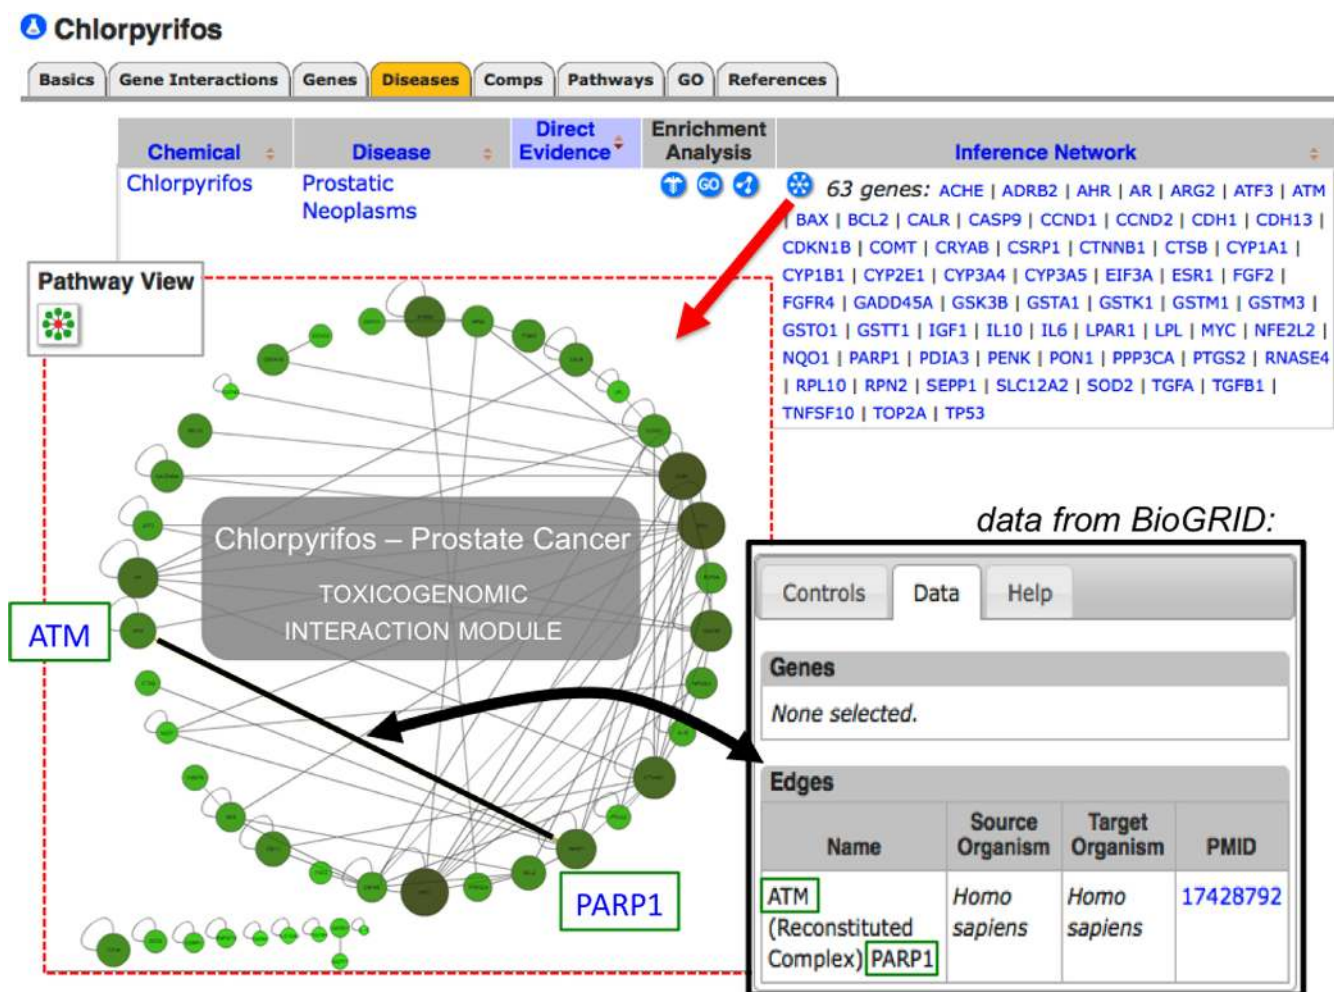 Chlorpyrifos
Basics Gene Interactions Genes Diseases Comps Pathways GO References
Chemical Disease Direct Evidence Enrichment Analysis Inference Network
Chlorpyrifos Prostatic Neoplasms GO
63 genes: ACHE | ADRB2 | AHR | AR | ARG2 | ATF3 | ATM
| BAX | BCL2 | CALR | CASP9 | CCND1 | CCND2 | CDH1 | CDH13 |
CDKN1B | COMT | CRYAB | CSRP1 | CTNNB1 | CTSB | CYP1A1 |
CYP1B1 | CYP2E1 | CYP3A4 | CYP3A5 | EIF3A | ESR1 | FGF2 |
FGFR4 | GADD45A | GSK3B | GSTA1 | GSTK1 | GSTM1 | GSTM3 |
GSTO1 | GSTT1 | IGF1 | IL10 | IL6 | LPAR1 | LPL | MYC | NFE2L2 |
NQO1 | PARP1 | PDIA3 | PENK | PON1 | PPP3CA | PTGS2 | RNASE4
| RPL10 | RPN2 | SEPP1 | SLC12A2 | SOD2 | TGFA | TGFB1 |
TNFSF10 | TOP2A | TP53
Pathway View
Chlorpyrifos – Prostate Cancer
TOXICOGENOMIC
INTERACTION MODULE
ATM
PARP1
data from BioGRID:
Controls Data Help
Genes
None selected.
Edges
Name Source Organism Target Organism PMID
ATM Homo Homo 17428792
(Reconstituted sapiens sapiens
Complex) PARP1